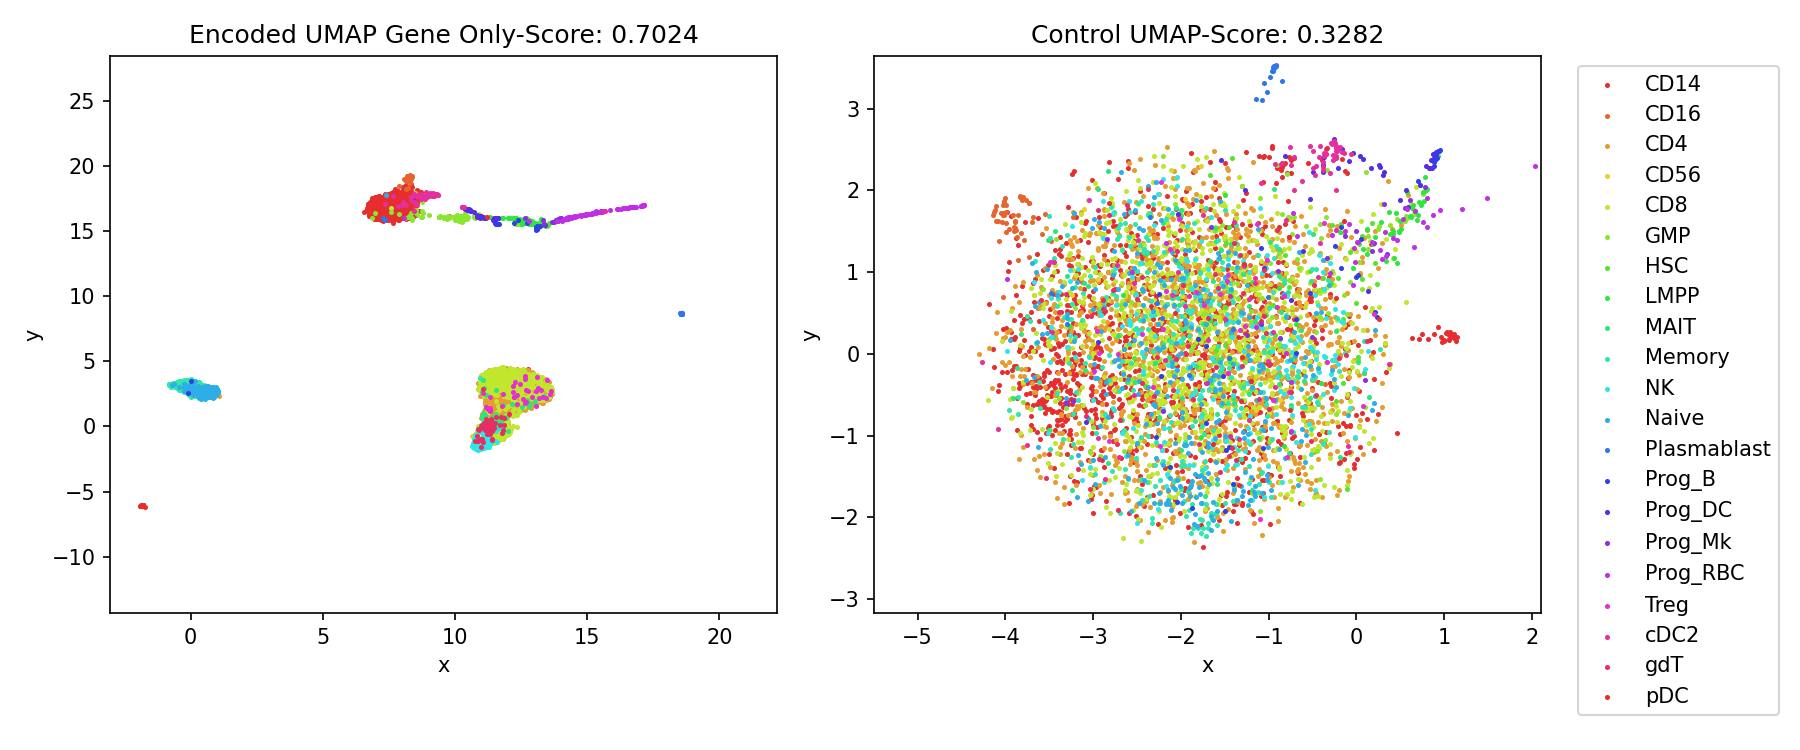 Encoded UMAP Gene Only-Score: 0.7024
25
20
15
10
5
0
−5
−10
y
0
5
10
15
20
x
Control UMAP-Score: 0.3282
3
2
1
0
−1
−2
−3
y
−5
−4
−3
−2
−1
0
1
2
x
CD14
CD16
CD4
CD56
CD8
GMP
HSC
LMPP
MAIT
Memory
NK
Naive
Plasmablast
Prog_B
Prog_DC
Prog_Mk
Prog_RBC
Treg
cDC2
gdT
pDC